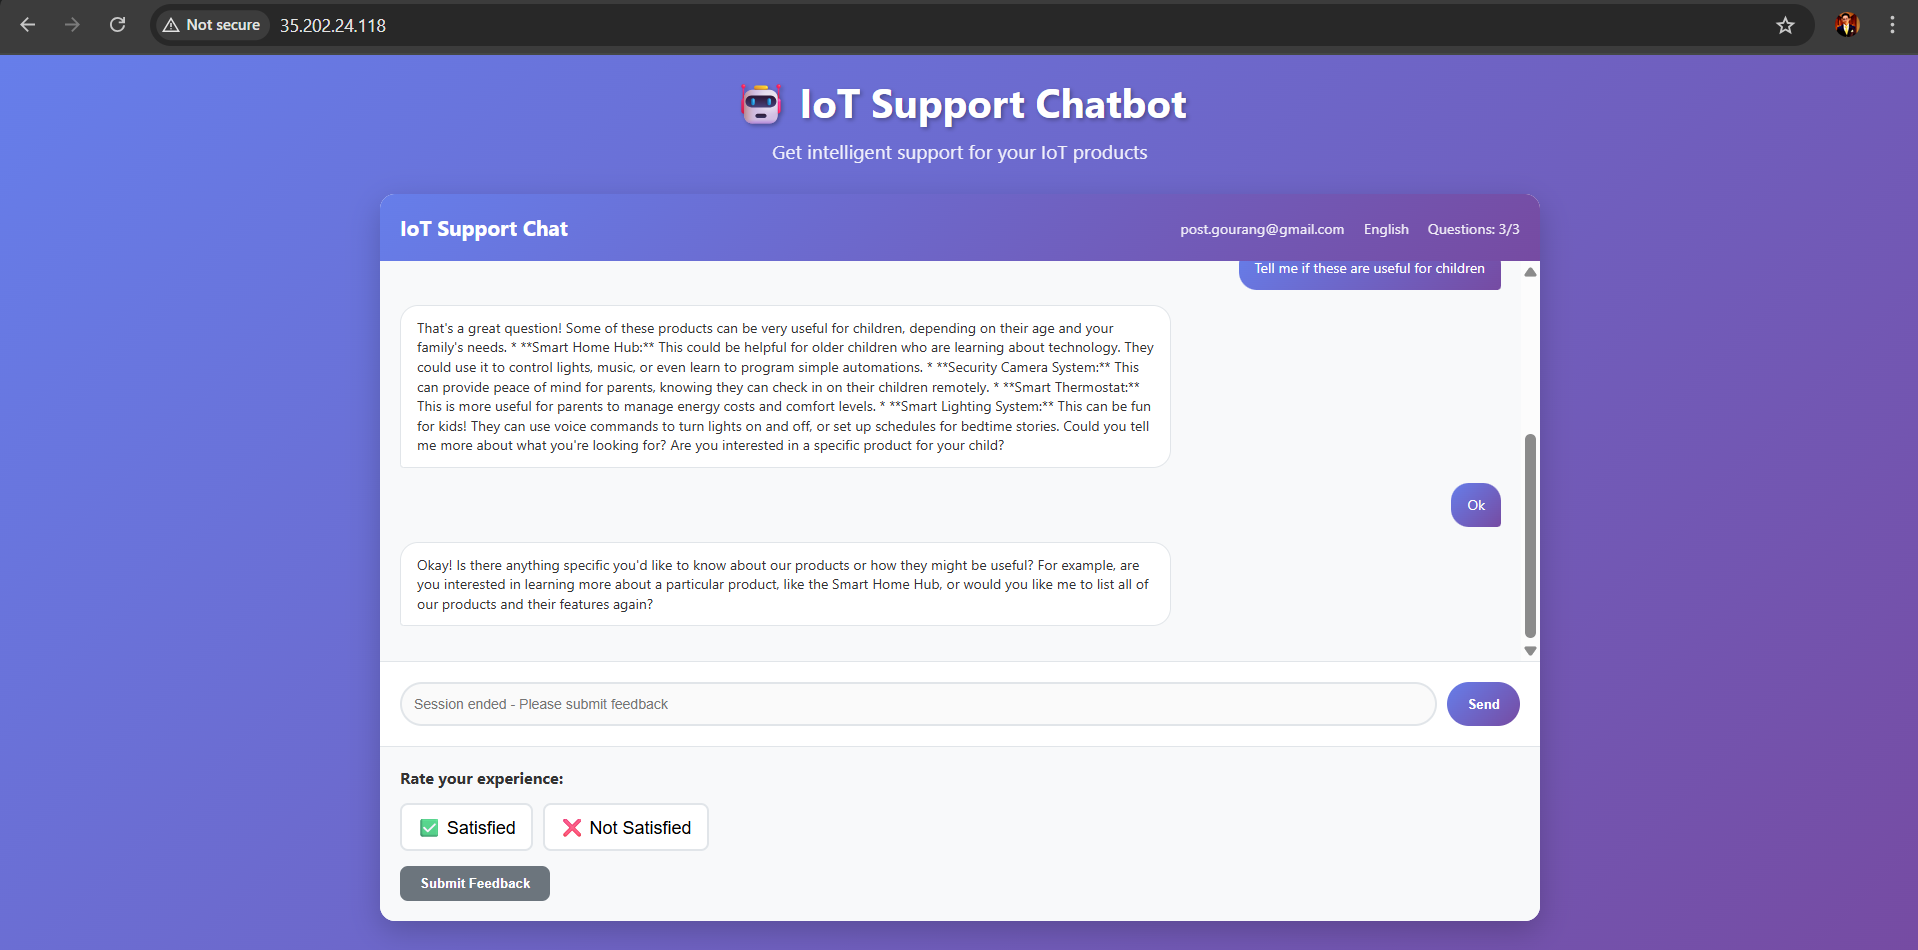 Not secure
35.202.24.118
IoT Support Chatbot
Get intelligent support for your IoT products
IoT Support Chat
post.gourang@gmail.com English Questions: 3/3
Tell me if these are useful for children
That's a great question! Some of these products can be very useful for children, depending on their age and your
family's needs. * **Smart Home Hub:** This could be helpful for older children who are learning about technology. They
could use it to control lights, music, or even learn to program simple automations. * **Security Camera System:** This
can provide peace of mind for parents, knowing they can check in on their children remotely. * **Smart Thermostat:**
This is more useful for parents to manage energy costs and comfort levels. * **Smart Lighting System:** This can be fun
for kids! They can use voice commands to turn lights on and off, or set up schedules for bedtime stories. Could you tell
me more about what you're looking for? Are you interested in a specific product for your child?
Ok
Okay! Is there anything specific you'd like to know about our products or how they might be useful? For example, are
you interested in learning more about a particular product, like the Smart Home Hub, or would you like me to list all of
our products and their features again?
Session ended - Please submit feedback
Send
Rate your experience:
Satisfied
Not Satisfied
Submit Feedback